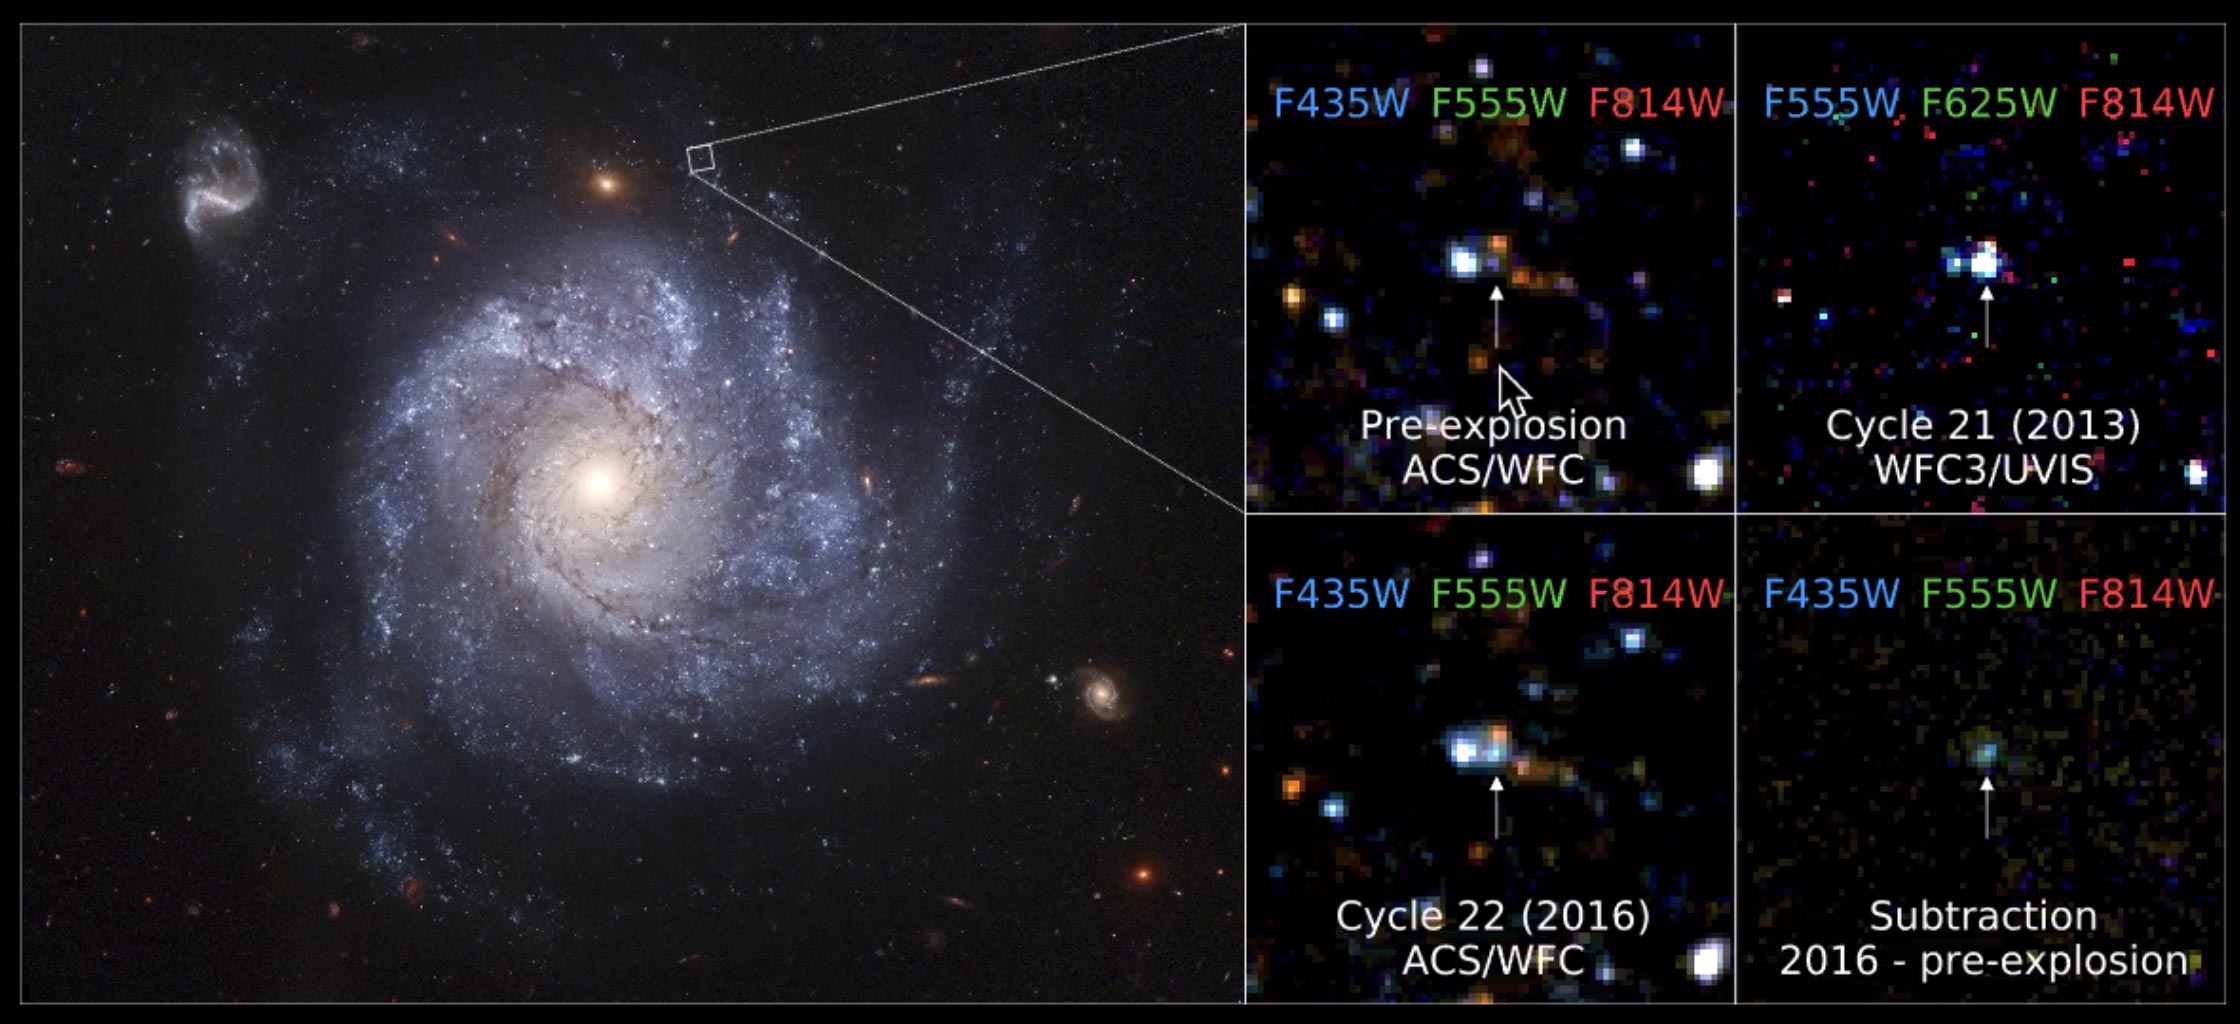 F435W F555W F814W
Pre-explosion
ACS/WFC
F555W F625W F814W
Cycle 21 (2013)
WFC3/UVIS
F435W F555W F814W
Cycle 22 (2016)
ACS/WFC
F435W F555W F814W
Subtraction
2016 - pre-explosion